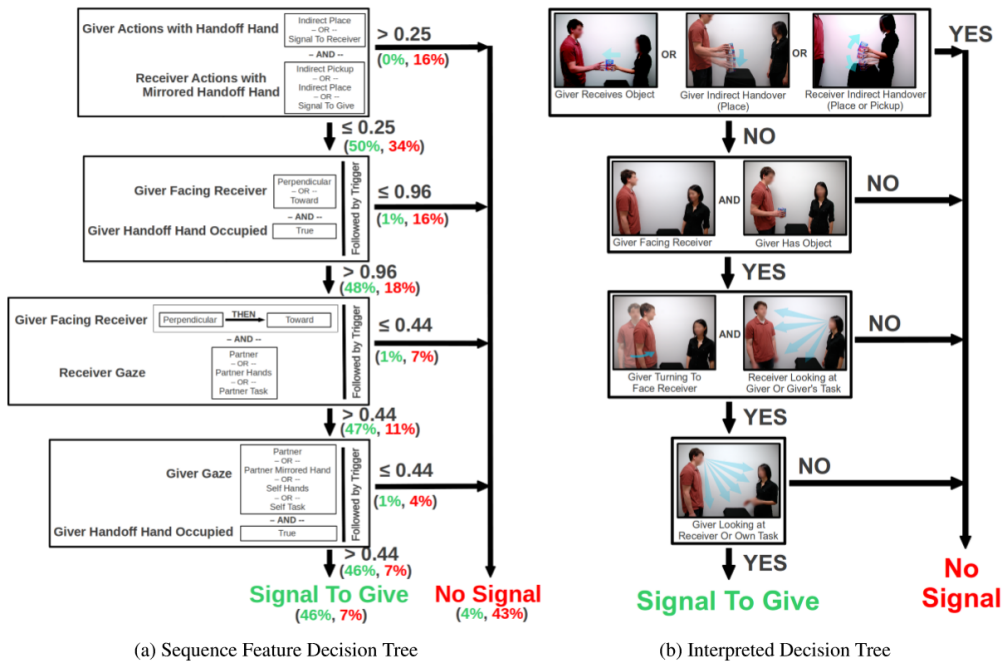 Giver Actions with Handoff Hand
Indirect Place
-- OR --
Signal To Receiver
-- AND --
Receiver Actions with
Mirrored Handoff Hand
Indirect Pickup
-- OR --
Indirect Place
-- OR --
Signal To Give
> 0.25
(0%, 16%)
≤ 0.25
(50%, 34%)
Giver Facing Receiver
Perpendicular
-- OR --
Toward
-- AND --
Giver Handoff Hand Occupied
True
Followed by Trigger
≤ 0.96
(1%, 16%)
> 0.96
(48%, 18%)
Giver Facing Receiver
Perpendicular
THEN
Toward
-- AND --
Receiver Gaze
Partner
-- OR --
Partner Hands
-- OR --
Partner Task
Followed by Trigger
≤ 0.44
(1%, 7%)
> 0.44
(47%, 11%)
Giver Gaze
Partner
-- OR --
Partner Mirrored Hand
-- OR --
Self Hands
-- OR --
Self Task
-- AND --
Giver Handoff Hand Occupied
True
Followed by Trigger
≤ 0.44
(1%, 4%)
> 0.44
(46%, 7%)
Signal To Give
(46%, 7%)
No Signal
(4%, 43%)
(a) Sequence Feature Decision Tree
Giver Receives Object
OR
Giver Indirect Handover
(Place)
OR
Receiver Indirect Handover
(Place or Pickup)
YES
NO
Giver Facing Receiver
AND
Giver Has Object
NO
YES
Giver Turning To
Face Receiver
AND
Receiver Looking at
Giver Or Giver's Task
NO
YES
Giver Looking at
Receiver Or Own Task
NO
YES
Signal To Give
No
Signal
(b) Interpreted Decision Tree